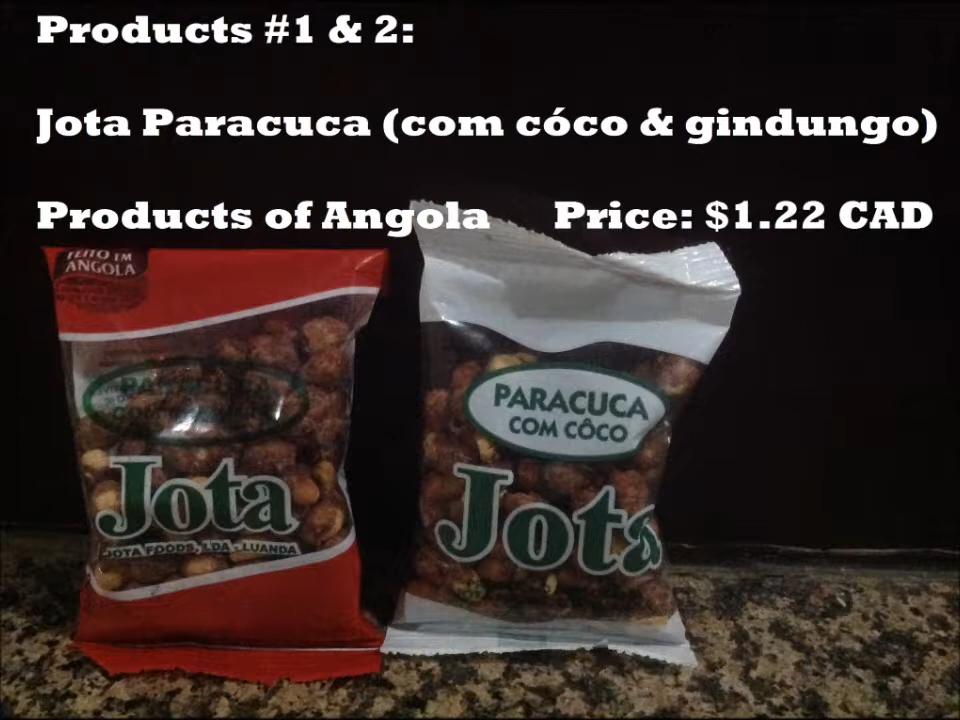 Products #1 & 2:
Jota Paracuca (com cóco & gindungo)
Products of Angola Price: $1.22 CAD
FEITO EM
ANGOLA
PARACUCA
COM CÔCO
Jota
Jota
JOTA FOODS, LDA - LUANDA